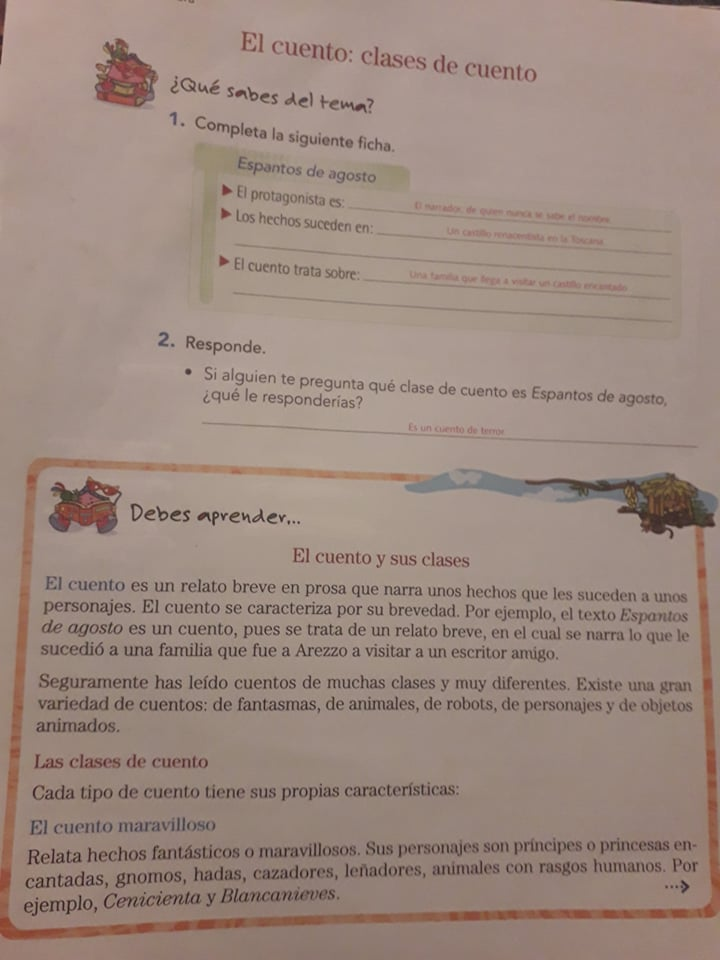 El cuento: clases de cuento
¿Qué sabes del tema?
1. Completa la siguiente ficha.
Espantos de agosto
El protagonista es: El narrador, de quien nunca se sabe el nombre.
Los hechos suceden en: Un castillo renacentista en la Toscana.
El cuento trata sobre: Una familia que llega a visitar un castillo encantado.
2. Responde.
• Si alguien te pregunta qué clase de cuento es Espantos de agosto,
¿qué le responderías?
Es un cuento de terror.
Debes aprender...
El cuento y sus clases
El cuento es un relato breve en prosa que narra unos hechos que les suceden a unos
personajes. El cuento se caracteriza por su brevedad. Por ejemplo, el texto Espantos
de agosto es un cuento, pues se trata de un relato breve, en el cual se narra lo que le
sucedió a una familia que fue a Arezzo a visitar a un escritor amigo.
Seguramente has leído cuentos de muchas clases y muy diferentes. Existe una gran
variedad de cuentos: de fantasmas, de animales, de robots, de personajes y de objetos
animados.
Las clases de cuento
Cada tipo de cuento tiene sus propias características:
El cuento maravilloso
Relata hechos fantásticos o maravillosos. Sus personajes son príncipes o princesas en-
cantadas, gnomos, hadas, cazadores, leñadores, animales con rasgos humanos. Por
ejemplo, Cenicienta y Blancanieves.